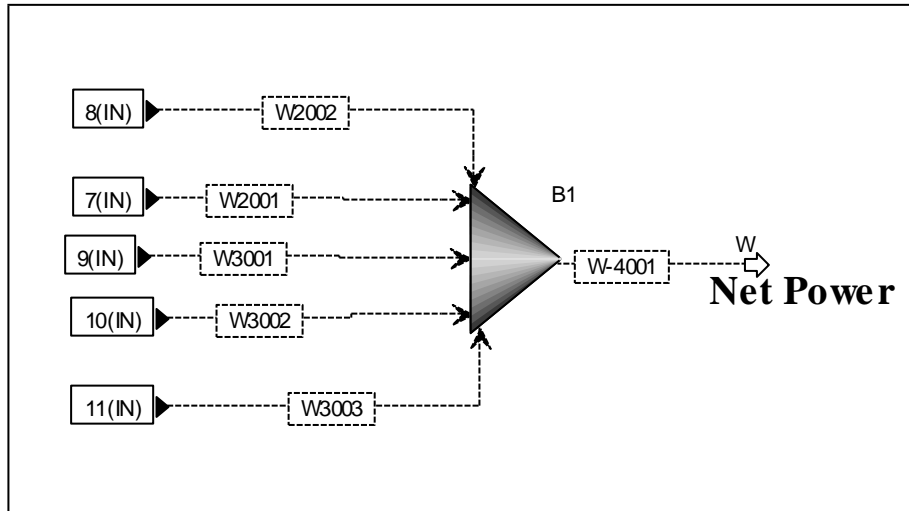 8(IN)
W2002
7(IN)
W2001
B1
9(IN)
W3001
W-4001
W
Net Power
10(IN)
W3002
11(IN)
W3003